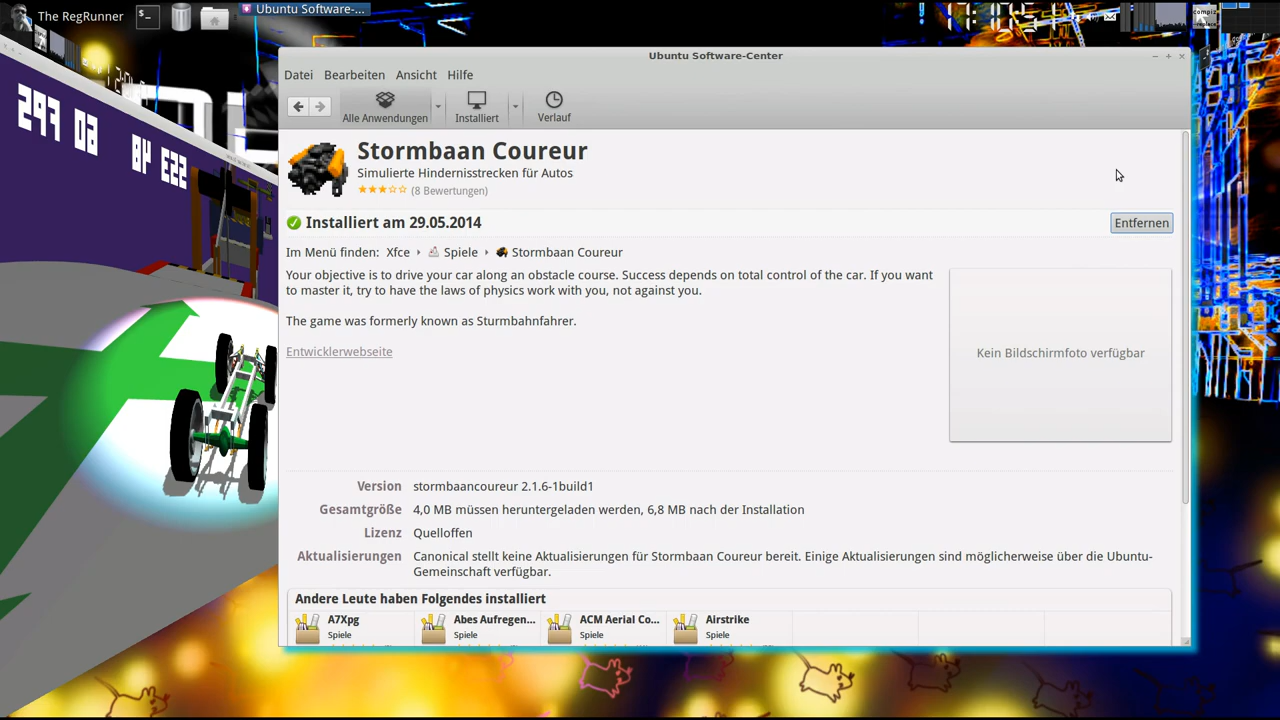 The RegRunner
Ubuntu Software-...
17:10:51
Ubuntu Software-Center
Datei Bearbeiten Ansicht Hilfe
Alle Anwendungen Installiert Verlauf
Stormbaan Coureur
Simulierte Hindernisstrecken für Autos
(8 Bewertungen)
Installiert am 29.05.2014
Entfernen
Im Menü finden: Xfce Spiele Stormbaan Coureur
Your objective is to drive your car along an obstacle course. Success depends on total control of the car. If you want
to master it, try to have the laws of physics work with you, not against you.
The game was formerly known as Sturmbahnfahrer.
Entwicklerwebseite
Kein Bildschirmfoto verfügbar
Version stormbaancoureur 2.1.6-1build1
Gesamtgröße 4,0 MB müssen heruntergeladen werden, 6,8 MB nach der Installation
Lizenz Quelloffen
Aktualisierungen Canonical stellt keine Aktualisierungen für Stormbaan Coureur bereit. Einige Aktualisierungen sind möglicherweise über die Ubuntu-
Gemeinschaft verfügbar.
Andere Leute haben Folgendes installiert
A7Xpg Abes Aufregen... ACM Aerial Co... Airstrike
Spiele Spiele Spiele Spiele